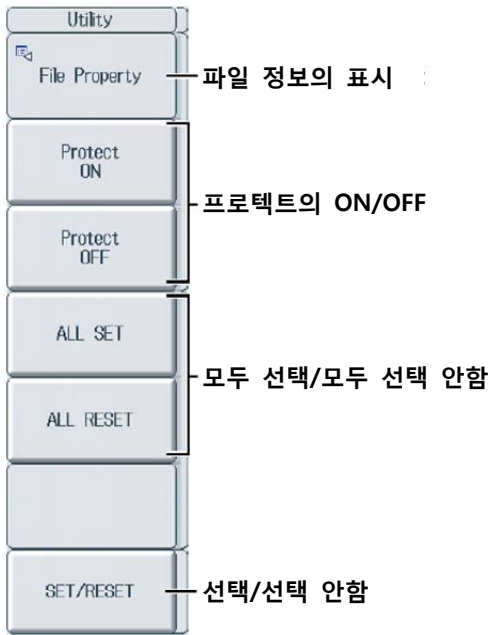 Utility
File Property
파일 정보의 표시
Protect
ON
프로텍트의 ON/OFF
Protect
OFF
ALL SET
모두 선택/모두 선택 안함
ALL RESET
SET/RESET
선택/선택 안함